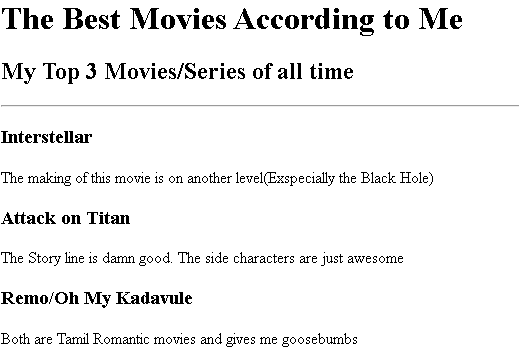 The Best Movies According to Me
My Top 3 Movies/Series of all time
Interstellar
The making of this movie is on another level(Exspecially the Black Hole)
Attack on Titan
The Story line is damn good. The side characters are just awesome
Remo/Oh My Kadavule
Both are Tamil Romantic movies and gives me goosebumbs